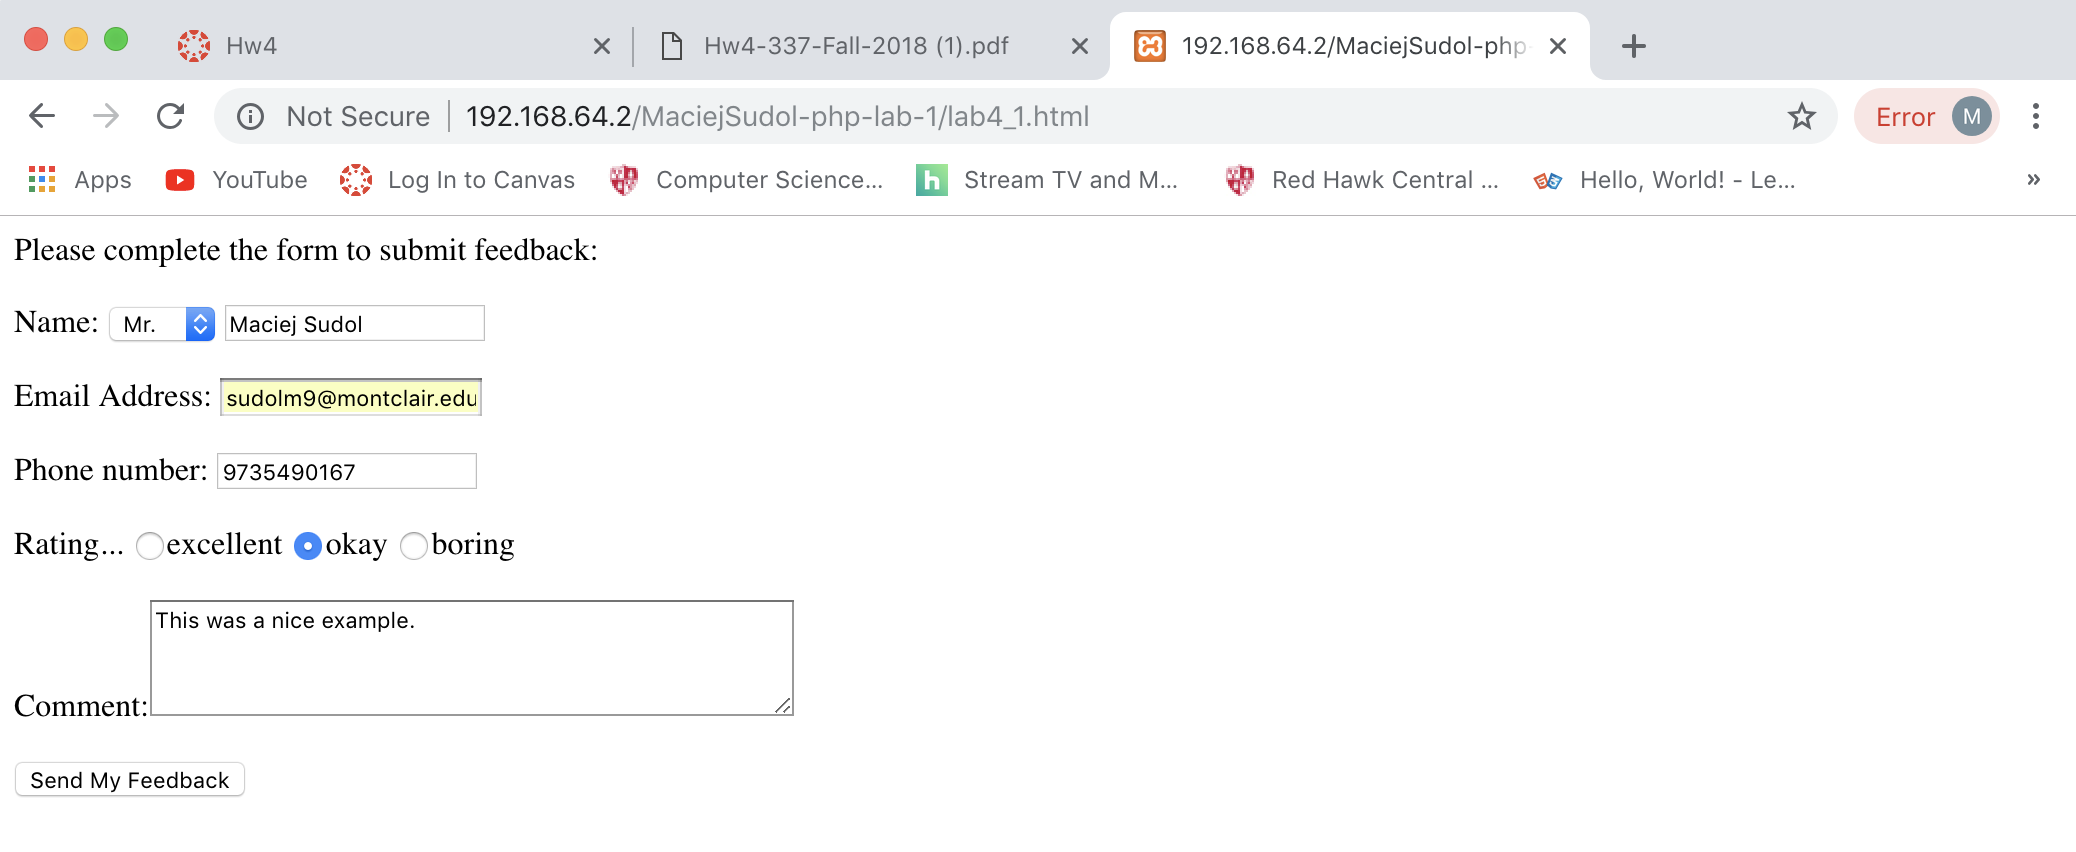 Hw4
Hw4-337-Fall-2018 (1).pdf
192.168.64.2/MaciejSudol-php-
Not Secure 192.168.64.2/MaciejSudol-php-lab-1/lab4_1.html
Error M
Apps YouTube Log In to Canvas Computer Science... h Stream TV and M... Red Hawk Central ... Hello, World! - Le... »
Please complete the form to submit feedback:
Name: Mr. Maciej Sudol
Email Address: sudolm9@montclair.edu
Phone number: 9735490167
Rating... excellent okay boring
This was a nice example.
Comment:
Send My Feedback